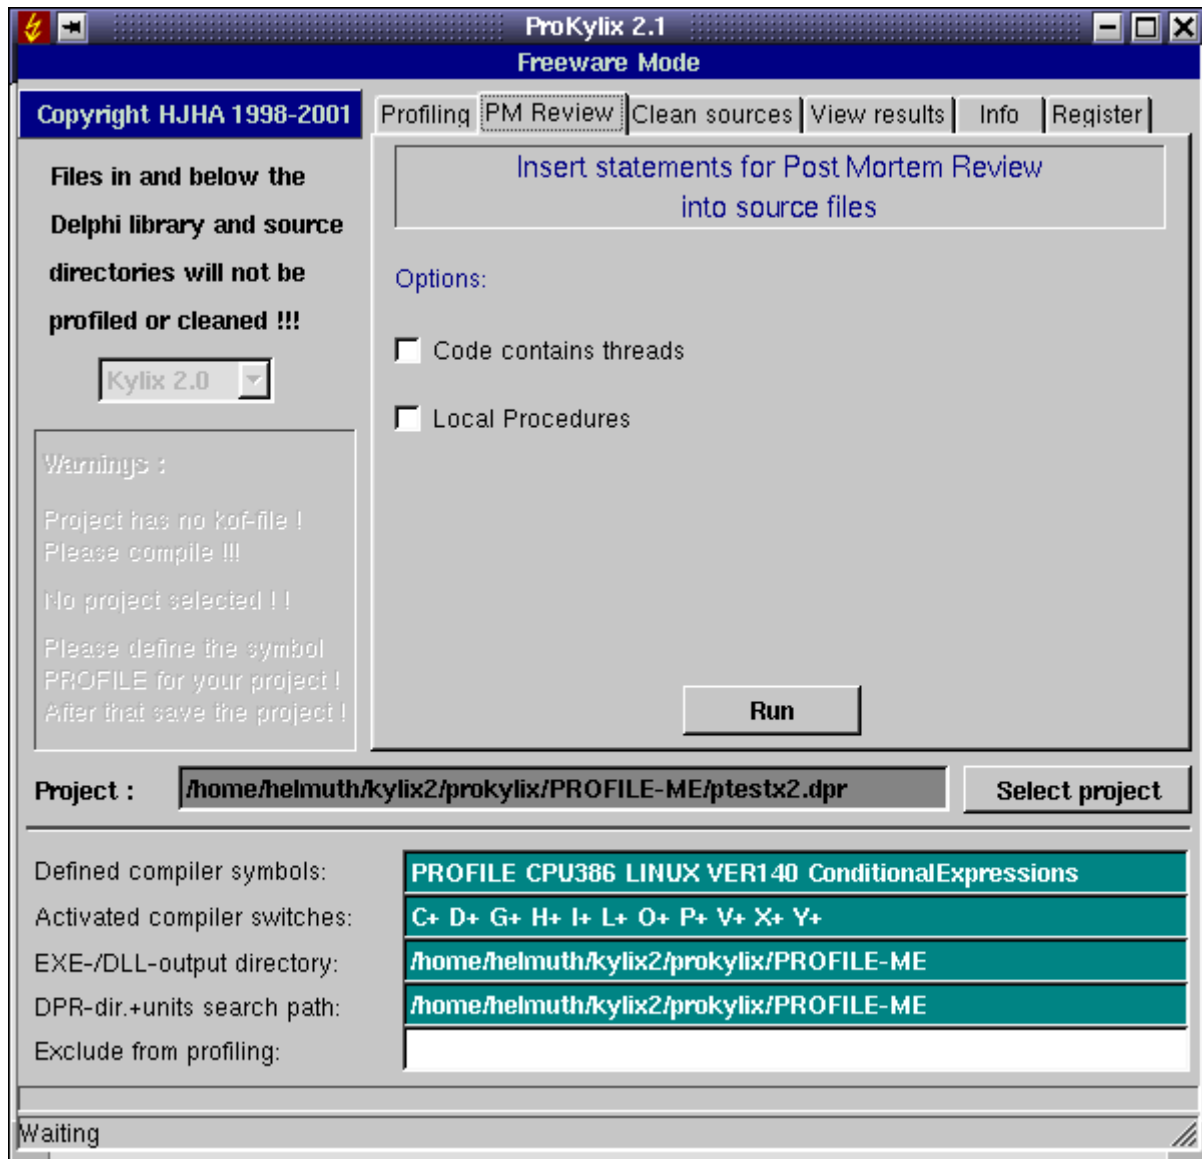 ProKylix 2.1
Freeware Mode
Copyright HJHA 1998-2001
Files in and below the
Delphi library and source
directories will not be
profiled or cleaned !!!
Kylix 2.0
Warnings :
Project has no kof-file !
Please compile !!!
No project selected ! !
Please define the symbol
PROFILE for your project !
After that save the project !
Profiling PM Review Clean sources View results Info Register
Insert statements for Post Mortem Review
into source files
Options:
Code contains threads
Local Procedures
Run
Project : /home/helmuth/kylix2/prokylix/PROFILE-ME/ptestx2.dpr Select project
Defined compiler symbols: PROFILE CPU386 LINUX VER140 ConditionalExpressions
Activated compiler switches: C+ D+ G+ H+ I+ L+ O+ P+ V+ X+ Y+
EXE-/DLL-output directory: /home/helmuth/kylix2/prokylix/PROFILE-ME
DPR-dir.+units search path: /home/helmuth/kylix2/prokylix/PROFILE-ME
Exclude from profiling:
Waiting